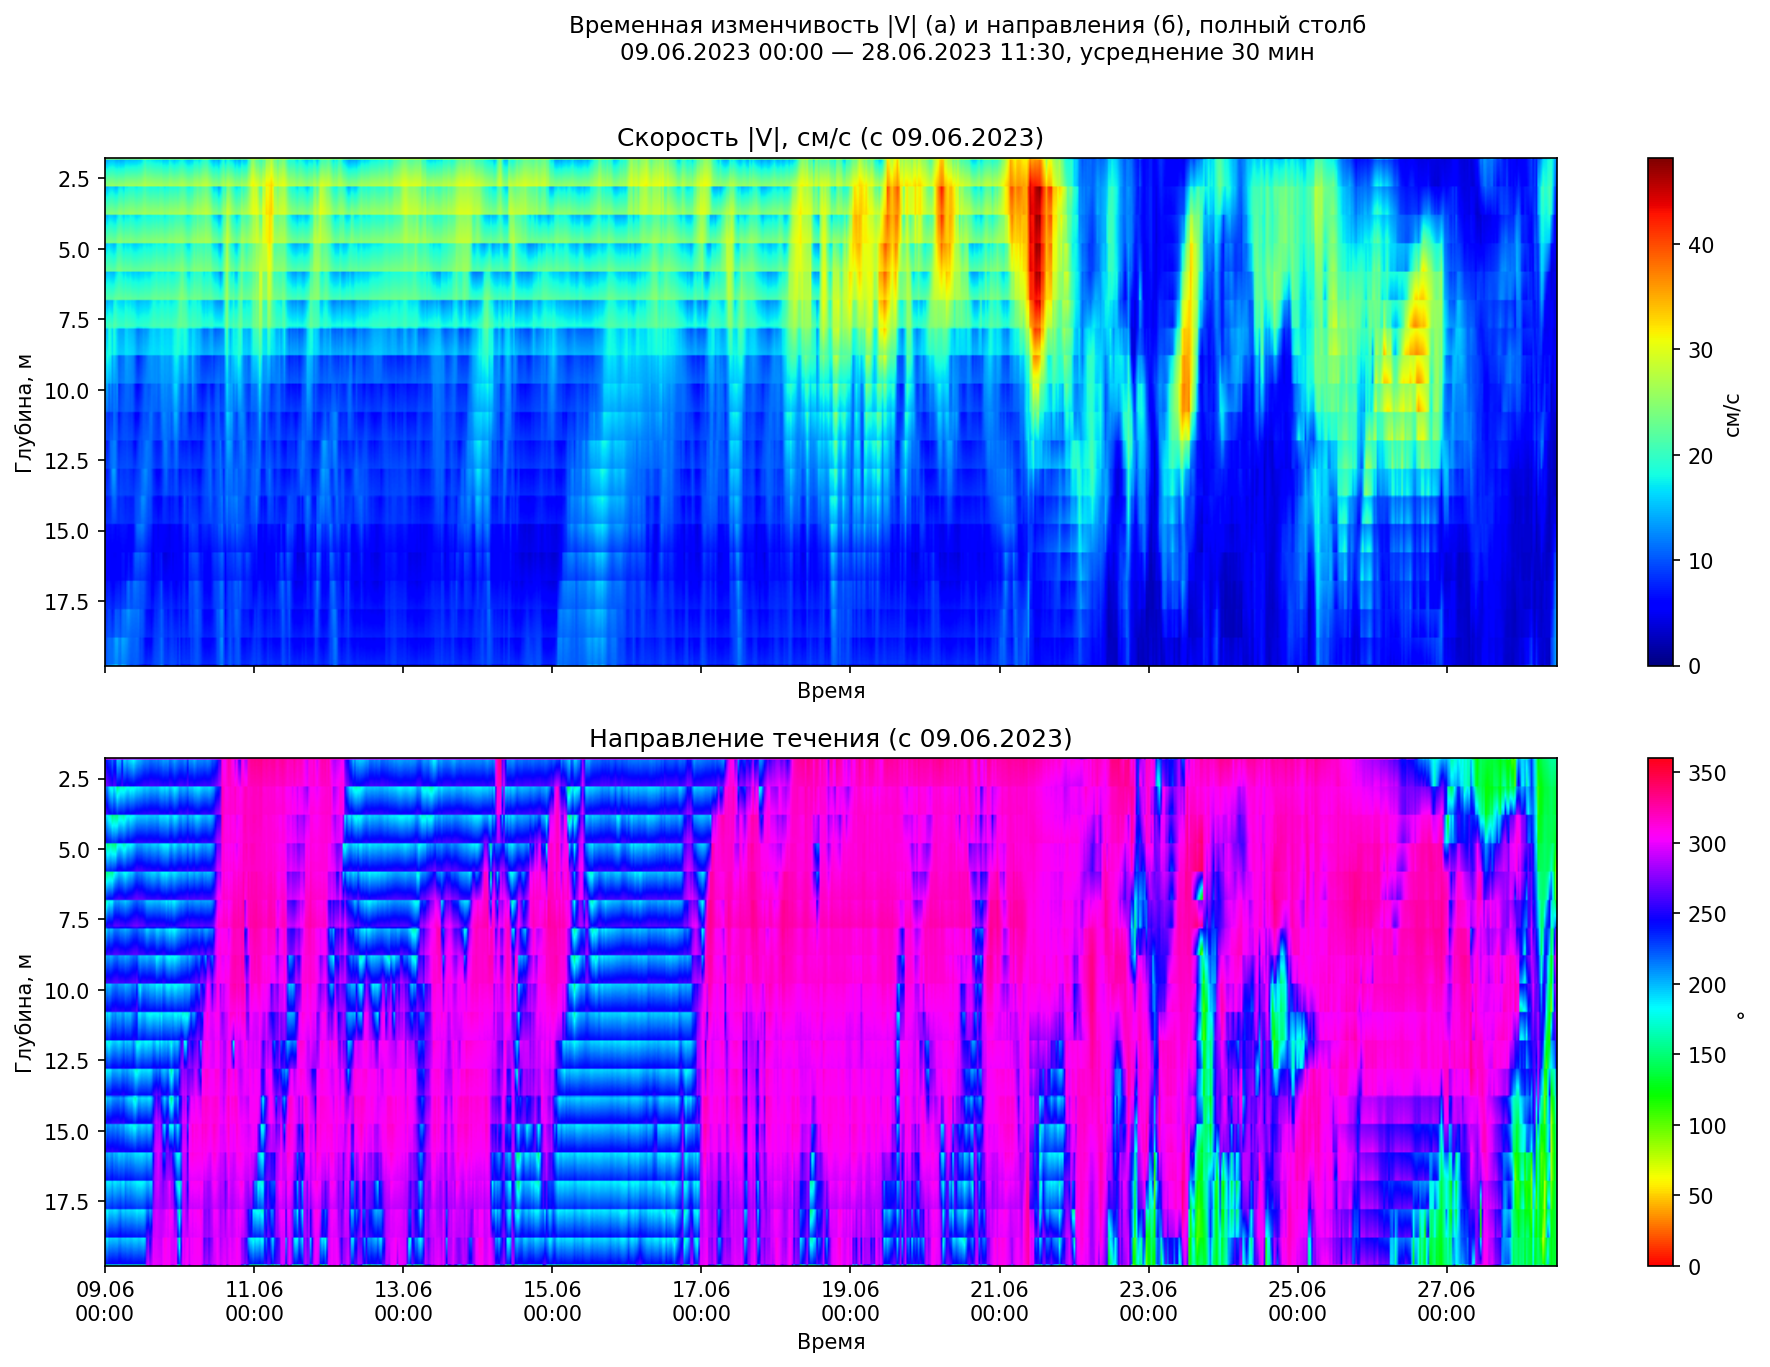 Временная изменчивость |V| (а) и направления (б), полный столб
09.06.2023 00:00 — 28.06.2023 11:30, усреднение 30 мин
Скорость |V|, см/с (с 09.06.2023)
2.5
5.0
7.5
10.0
12.5
15.0
17.5
Глубина, м
Время
40
30
20
10
0
см/с
Направление течения (с 09.06.2023)
2.5
5.0
7.5
10.0
12.5
15.0
17.5
Глубина, м
09.06 11.06 13.06 15.06 17.06 19.06 21.06 23.06 25.06 27.06
00:00 00:00 00:00 00:00 00:00 00:00 00:00 00:00 00:00 00:00
Время
350
300
250
200
150
100
50
0
°